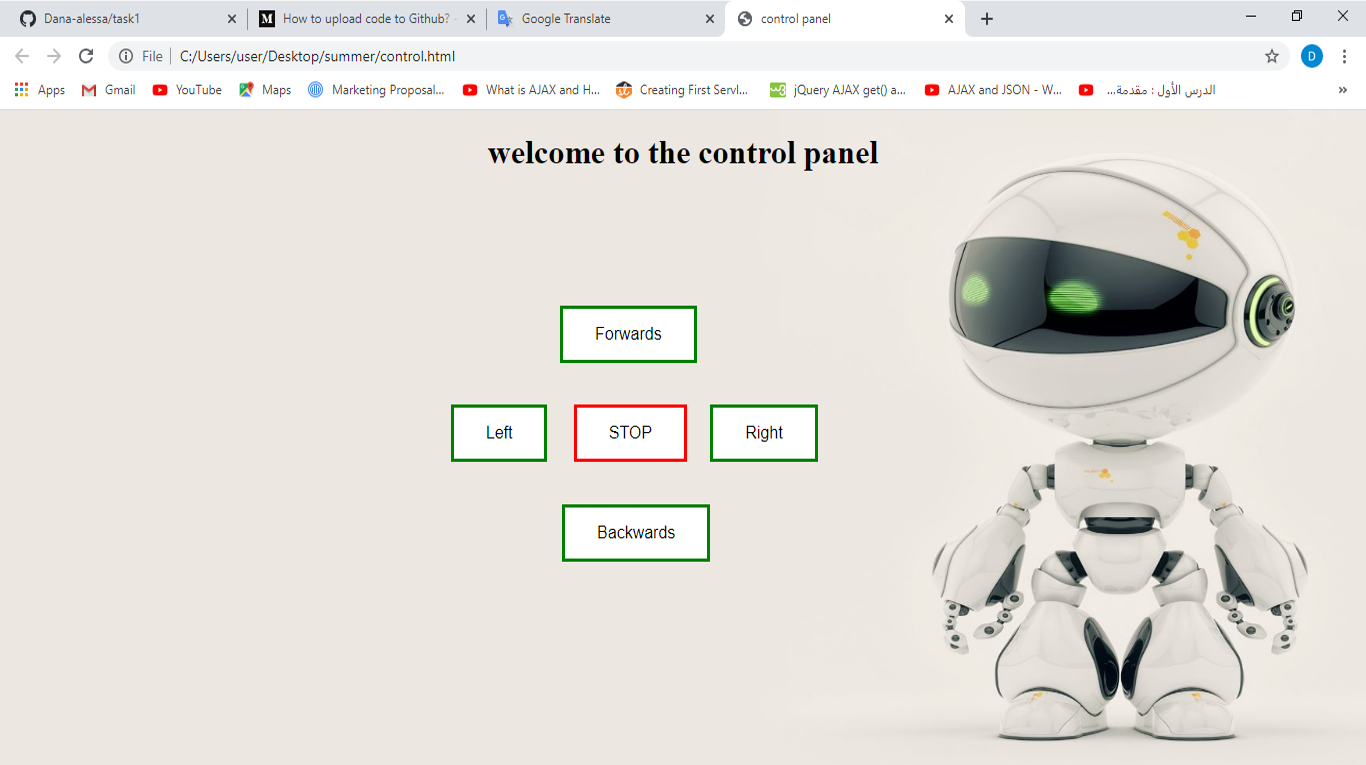 Dana-alessa/task1
How to upload code to Github? -
Google Translate
control panel
File
C:/Users/user/Desktop/summer/control.html
D
Apps
Gmail
YouTube
Maps
Marketing Proposal...
What is AJAX and H...
Creating First Servl...
jQuery AJAX get() a...
AJAX and JSON - W...
الدرس الأول : مقدمة...
welcome to the control panel
Forwards
Left STOP Right
Backwards